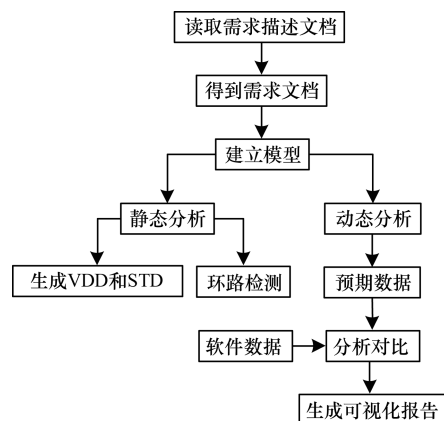 读取需求描述文档
得到需求文档
建立模型
静态分析
动态分析
生成VDD和STD
环路检测
预期数据
软件数据
分析对比
生成可视化报告